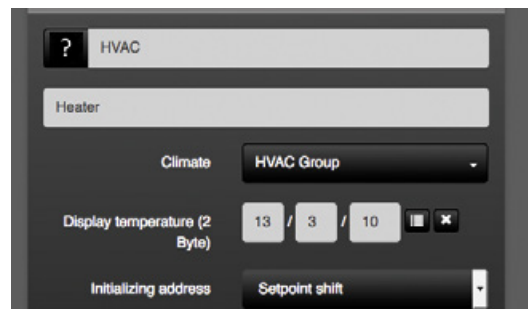 ? HVAC
Heater
Climate HVAC Group
Display temperature (2 13 / 3 / 10
Byte)
Initializing address Setpoint shift